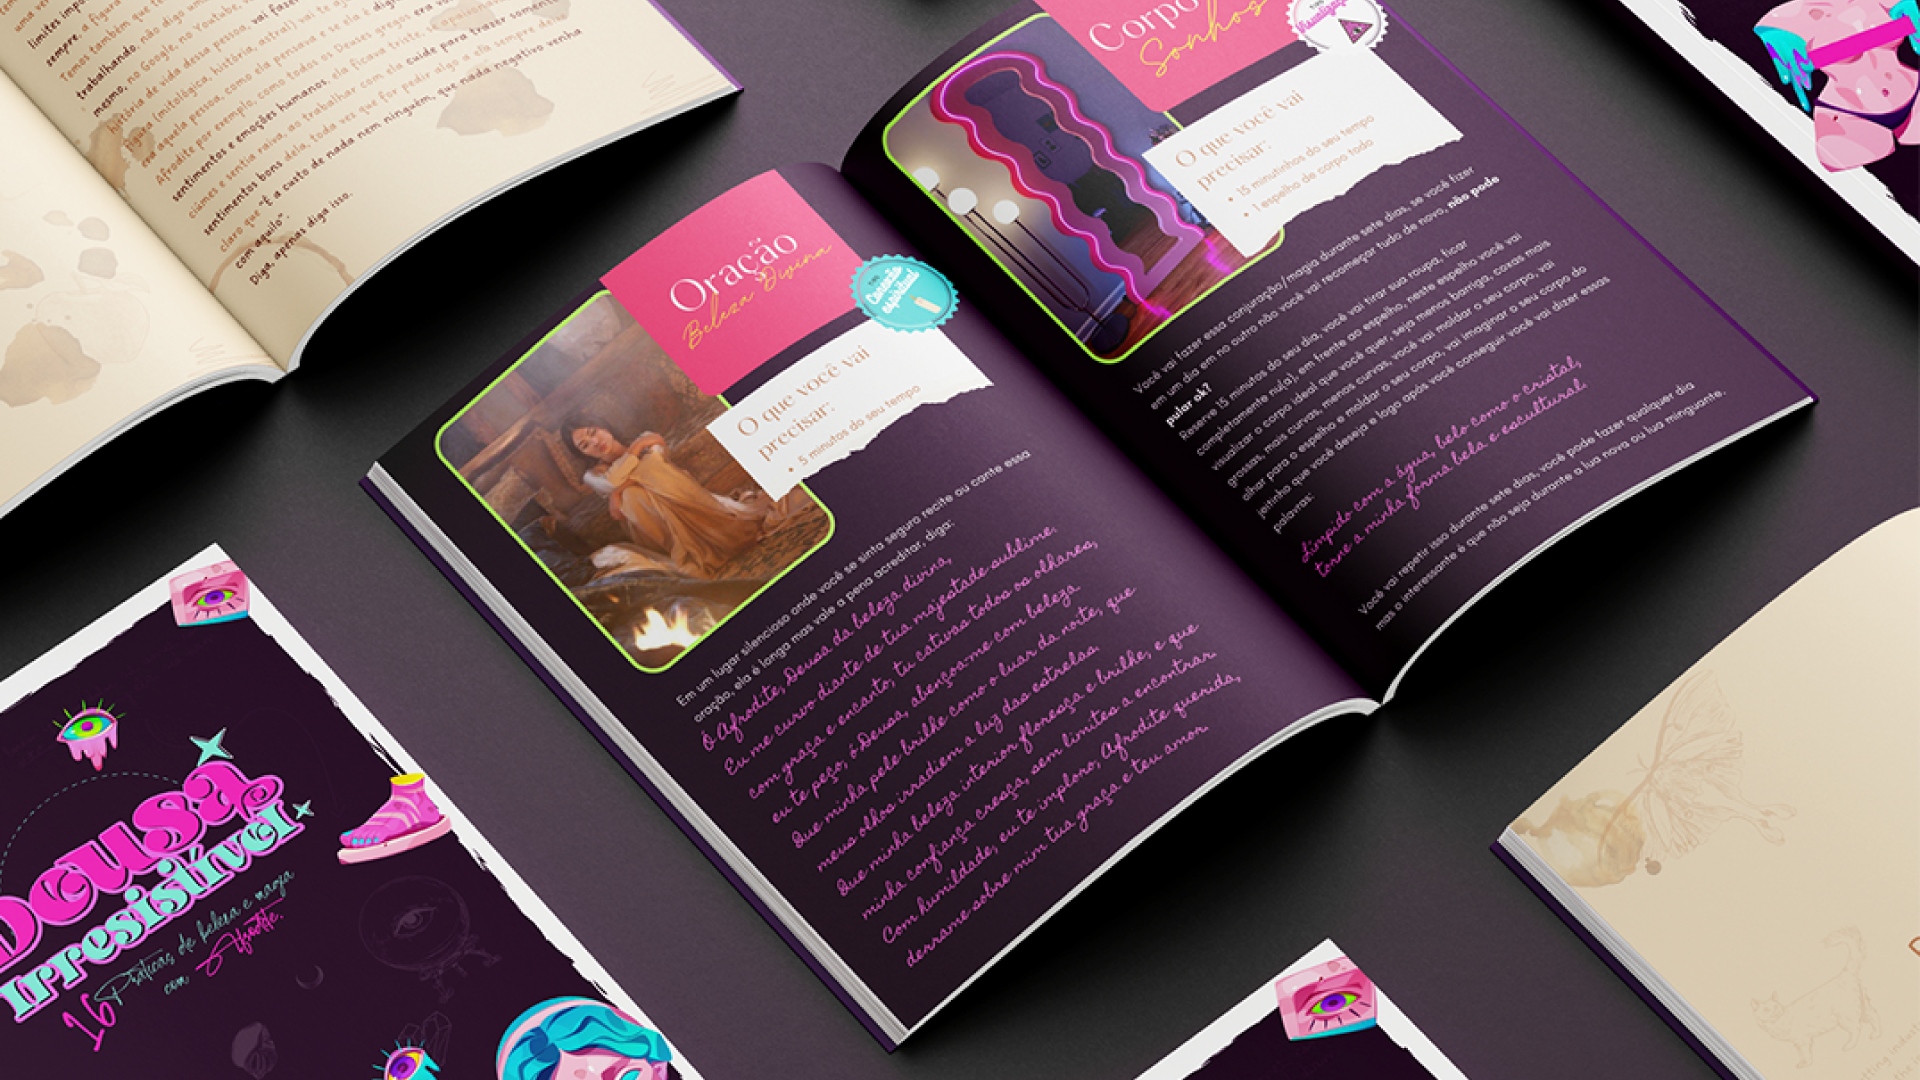 limites
sempre, a figura
Temos também que
trabalhando, não digo uma
mesmo, no Google, no Youtube,
história de vida dessa pessoa, vai fazer
figura (mitológica, história, astral) vai te
era aquela pessoa, como ela pensava e se ela é
Afrodite por exemplo, como todos os Deuses gregos era
sentimentos e emoções humanos, ela ficava triste,
ciúmes e sentia raiva, ao trabalhar com ela cuide para trazer somente
sentimentos bons dela, toda vez que for pedir algo a ela sempre deixe
claro que "É a custo de nada nem ninguém, que nada negativo venha
com aquilo".
Diga, apenas diga isso.
Oração
Beleza Divina
Conexão
espiritual
O que você vai
precisar:
• 5 minutos do seu tempo
Em um lugar silencioso onde você se sinta seguro recite ou cante essa
oração, ela é longa mas vale a pena acreditar, diga:
Ó Afrodite, Deusa da beleza divina,
Eu me curvo diante de tua majestade sublime.
com graça e encanto, tu cativas todos os olhares,
eu te peço, ó Deusa, abençoa-me com beleza
Que minha pele brilhe como o luar da noite, que
meus olhos irradiem a luz das estrelas.
Que minha beleza interior floresça e brilhe, e que
minha confiança cresça, sem limites a encontrar.
Com humildade, eu te imploro, Afrodite querida,
derrame sobre mim tua graça e teu amor.
Corpo
Sonhos
Visualização
O que você vai
precisar:
• 15 minutinhos do seu tempo
• 1 espelho de corpo todo
Você vai fazer essa conjuração/magia durante sete dias, se você fizer
em um dia em no outro não você vai recomeçar tudo de novo, não pode
pular ok?
Reserve 15 minutos do seu dia, você vai tirar sua roupa, ficar
completamente nu(a), em frente ao espelho, neste espelho você vai
visualizar o corpo ideal que você quer, seja menos barriga, coxas mais
grossas, mais curvas, menos curvas, você vai moldar o seu corpo, vai
olhar para o espelho e moldar o seu corpo, vai imaginar o seu corpo do
jeitinho que você deseja e logo após você conseguir você vai dizer essas
palavras:
Límpido com a água, belo como o cristal,
torne a minha forma bela e escultural.
Você vai repetir isso durante sete dias, você pode fazer qualquer dia
mas o interessante é que não seja durante a lua nova ou lua minguante.
Deusa
Irresistível
16 Práticas de beleza e magia
com Afrodite.